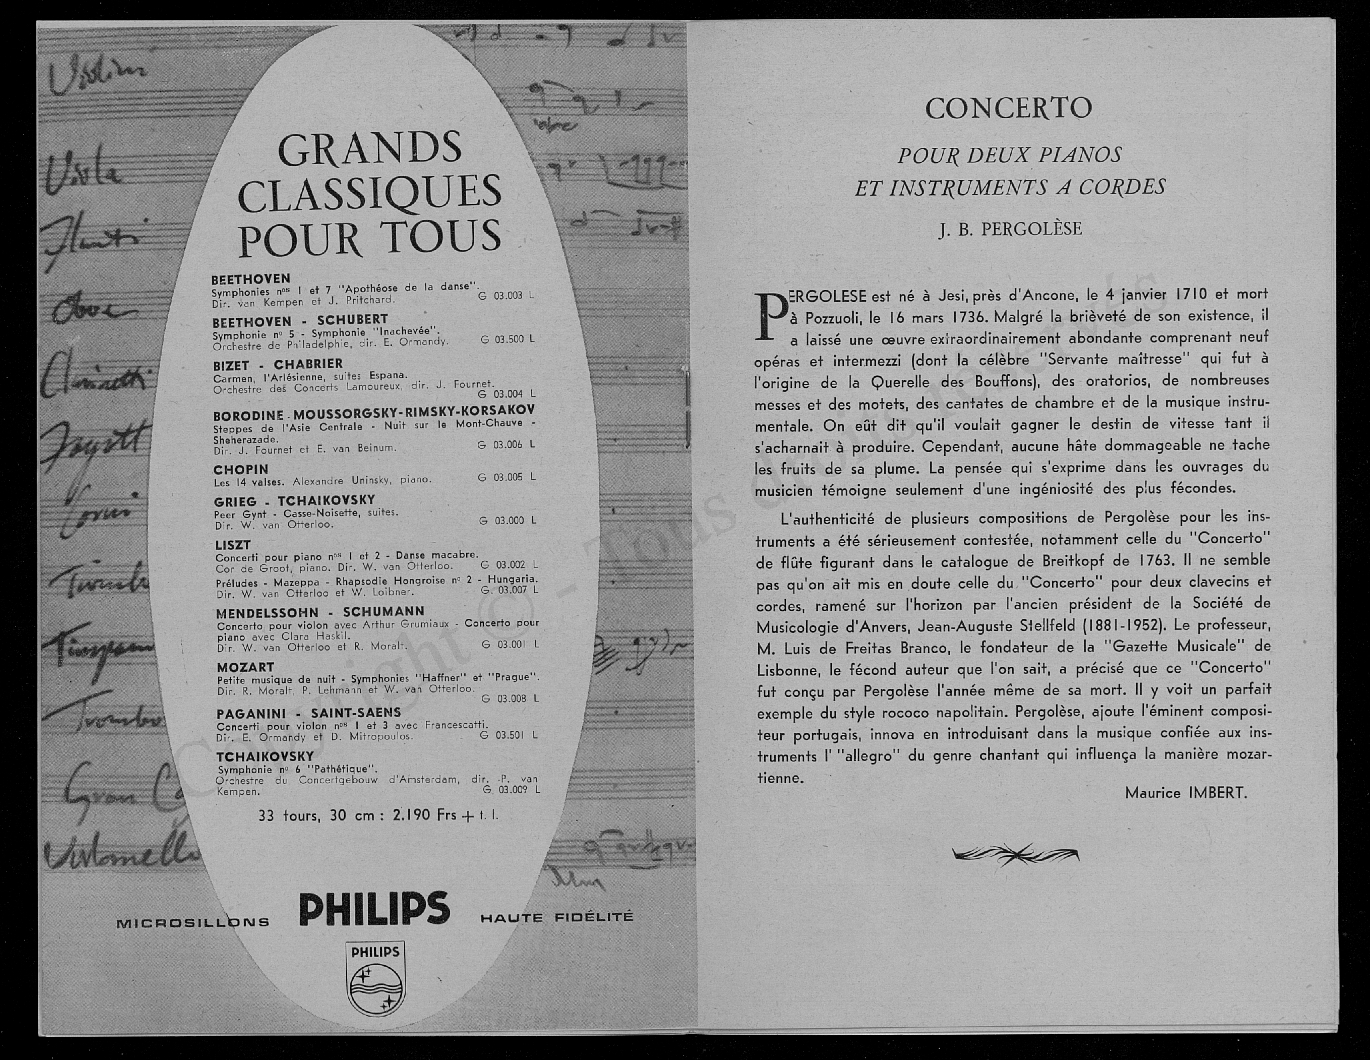 Violini
Viola
Flauti
Oboe
Clarinetti
Fagotti
Corni
Trombe
Timpani
Gran Ca
Violoncello
GRANDS
CLASSIQUES
POUR TOUS
BEETHOVEN
Symphonies nos 1 et 7 "Apothéose de la danse".
Dir. van Kempen et J. Pritchard. G 03.003 L
BEETHOVEN - SCHUBERT
Symphonie no 5 - Symphonie "Inachevée".
Orchestre de Philadelphie, dir. E. Ormandy. G 03.500 L
BIZET - CHABRIER
Carmen, l'Arlésienne, suites Espana.
Orchestre des Concerts Lamoureux, dir. J. Fournet.
G 03.004 L
BORODINE - MOUSSORGSKY-RIMSKY-KORSAKOV
Steppes de l'Asie Centrale - Nuit sur le Mont-Chauve -
Sheherazade.
Dir. J. Fournet et E. van Beinum. G 03.006 L
CHOPIN
Les 14 valses. Alexandre Uninsky, piano. G 03.005 L
GRIEG - TCHAIKOVSKY
Peer Gynt - Casse-Noisette, suites.
Dir. W. van Otterloo. G 03.000 L
LISZT
Concerti pour piano nos 1 et 2 - Danse macabre.
Cor de Groot, piano. Dir. W. van Otterloo. G 03.002 L
Préludes - Mazeppa - Rhapsodie Hongroise no 2 - Hungaria.
Dir. W. van Otterloo et W. Loibner. G. 03.007 L
MENDELSSOHN - SCHUMANN
Concerto pour violon avec Arthur Grumiaux - Concerto pour
piano avec Clara Haskil.
Dir. W. van Otterloo et R. Moralt. G 03.001 L
MOZART
Petite musique de nuit - Symphonies "Haffner" et "Prague".
Dir. R. Moralt, P. Lehmann et W. van Otterloo.
G 03.008 L
PAGANINI - SAINT-SAENS
Concerti pour violon nos 1 et 3 avec Francescatti.
Dir. E. Ormandy et D. Mitropoulos. G 03.501 L
TCHAIKOVSKY
Symphonie no 6 "Pathétique".
Orchestre du Concertgebouw d'Amsterdam, dir. P. van
Kempen. G. 03.009 L
33 tours, 30 cm : 2.190 Frs + t. l.
MICROSILLONS PHILIPS HAUTE FIDÉLITÉ
PHILIPS
CONCERTO
POUR DEUX PIANOS
ET INSTRUMENTS A CORDES
J. B. PERGOLÈSE
PERGOLESE est né à Jesi, près d'Ancone, le 4 janvier 1710 et mort
à Pozzuoli, le 16 mars 1736. Malgré la brièveté de son existence, il
a laissé une œuvre extraordinairement abondante comprenant neuf
opéras et intermezzi (dont la célèbre "Servante maîtresse" qui fut à
l'origine de la Querelle des Bouffons), des oratorios, de nombreuses
messes et des motets, des cantates de chambre et de la musique instru-
mentale. On eût dit qu'il voulait gagner le destin de vitesse tant il
s'acharnait à produire. Cependant, aucune hâte dommageable ne tache
les fruits de sa plume. La pensée qui s'exprime dans les ouvrages du
musicien témoigne seulement d'une ingéniosité des plus fécondes.
L'authenticité de plusieurs compositions de Pergolèse pour les ins-
truments a été sérieusement contestée, notamment celle du "Concerto"
de flûte figurant dans le catalogue de Breitkopf de 1763. Il ne semble
pas qu'on ait mis en doute celle du "Concerto" pour deux clavecins et
cordes, ramené sur l'horizon par l'ancien président de la Société de
Musicologie d'Anvers, Jean-Auguste Stellfeld (1881-1952). Le professeur,
M. Luis de Freitas Branco, le fondateur de la "Gazette Musicale" de
Lisbonne, le fécond auteur que l'on sait, a précisé que ce "Concerto"
fut conçu par Pergolèse l'année même de sa mort. Il y voit un parfait
exemple du style rococo napolitain. Pergolèse, ajoute l'éminent composi-
teur portugais, innova en introduisant dans la musique confiée aux ins-
truments l' "allegro" du genre chantant qui influença la manière mozar-
tienne.
Maurice IMBERT.
Copyright © - Tous droits réservés